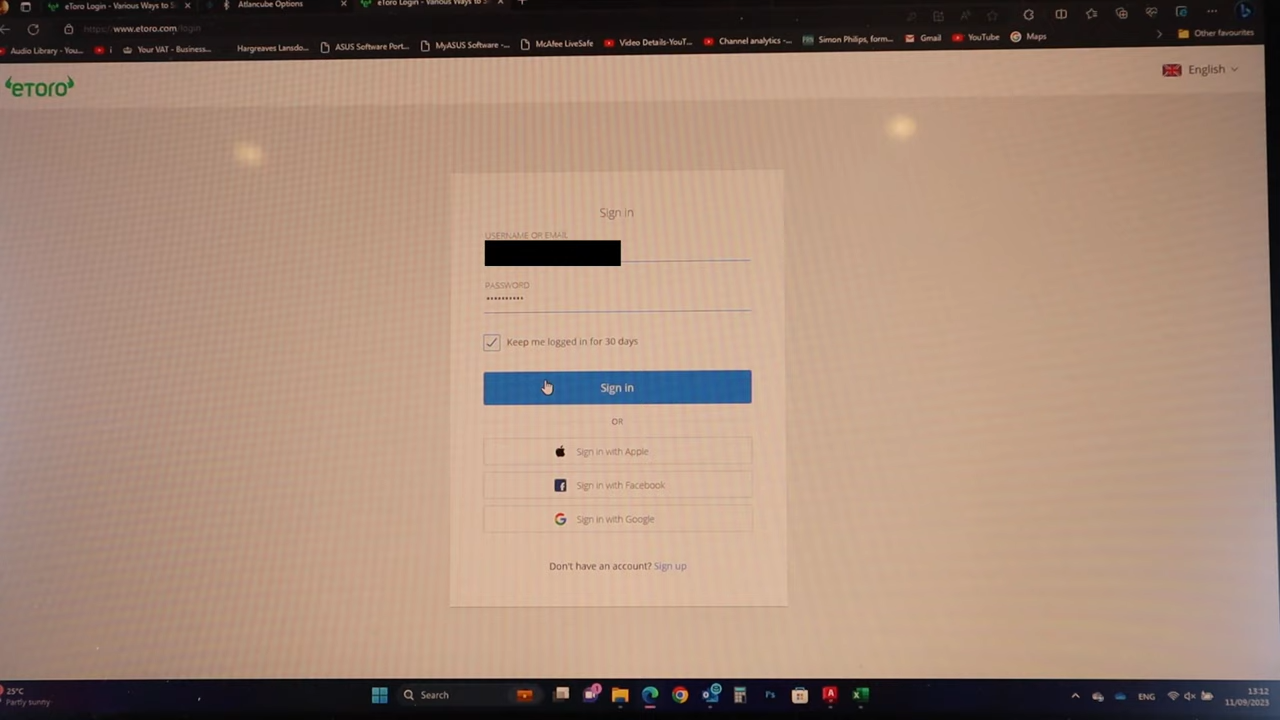 eToro Login - Various Ways to S
Atlancube Options
eToro Login - Various Ways to S
https://www.etoro.com/login
Audio Library - You...
Your VAT - Business...
Hargreaves Lansdo...
ASUS Software Port...
MyASUS Software -...
McAfee LiveSafe
Video Details-YouT...
Channel analytics -...
Simon Philips, form...
Gmail
YouTube
Maps
Other favourites
eToro
English
Sign in
USERNAME OR EMAIL
PASSWORD
Keep me logged in for 30 days
Sign in
OR
Sign in with Apple
Sign in with Facebook
Sign in with Google
Don't have an account? Sign up
25°C
Partly sunny
Search
ENG
13:12
11/09/2023